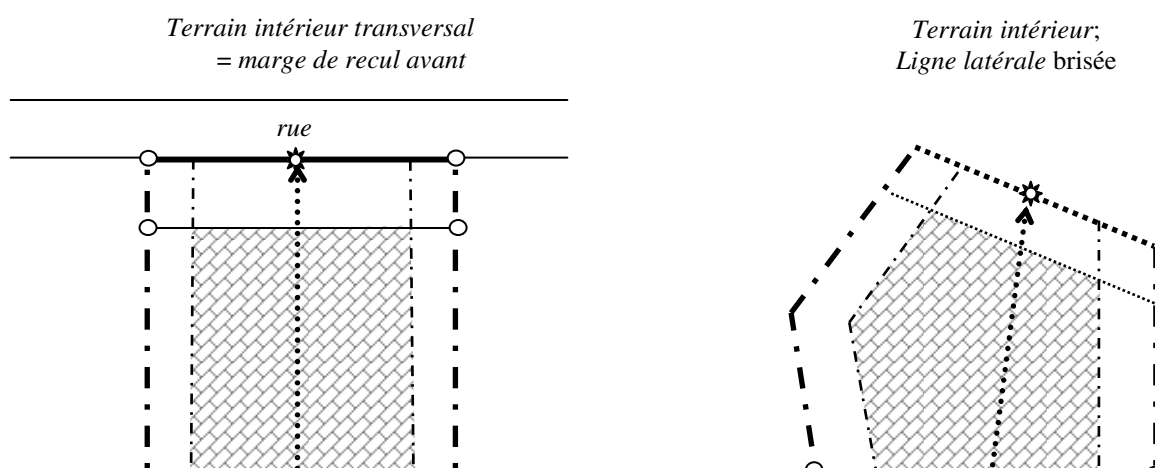 Terrain intérieur transversal
= marge de recul avant
rue
Terrain intérieur;
Ligne latérale brisée